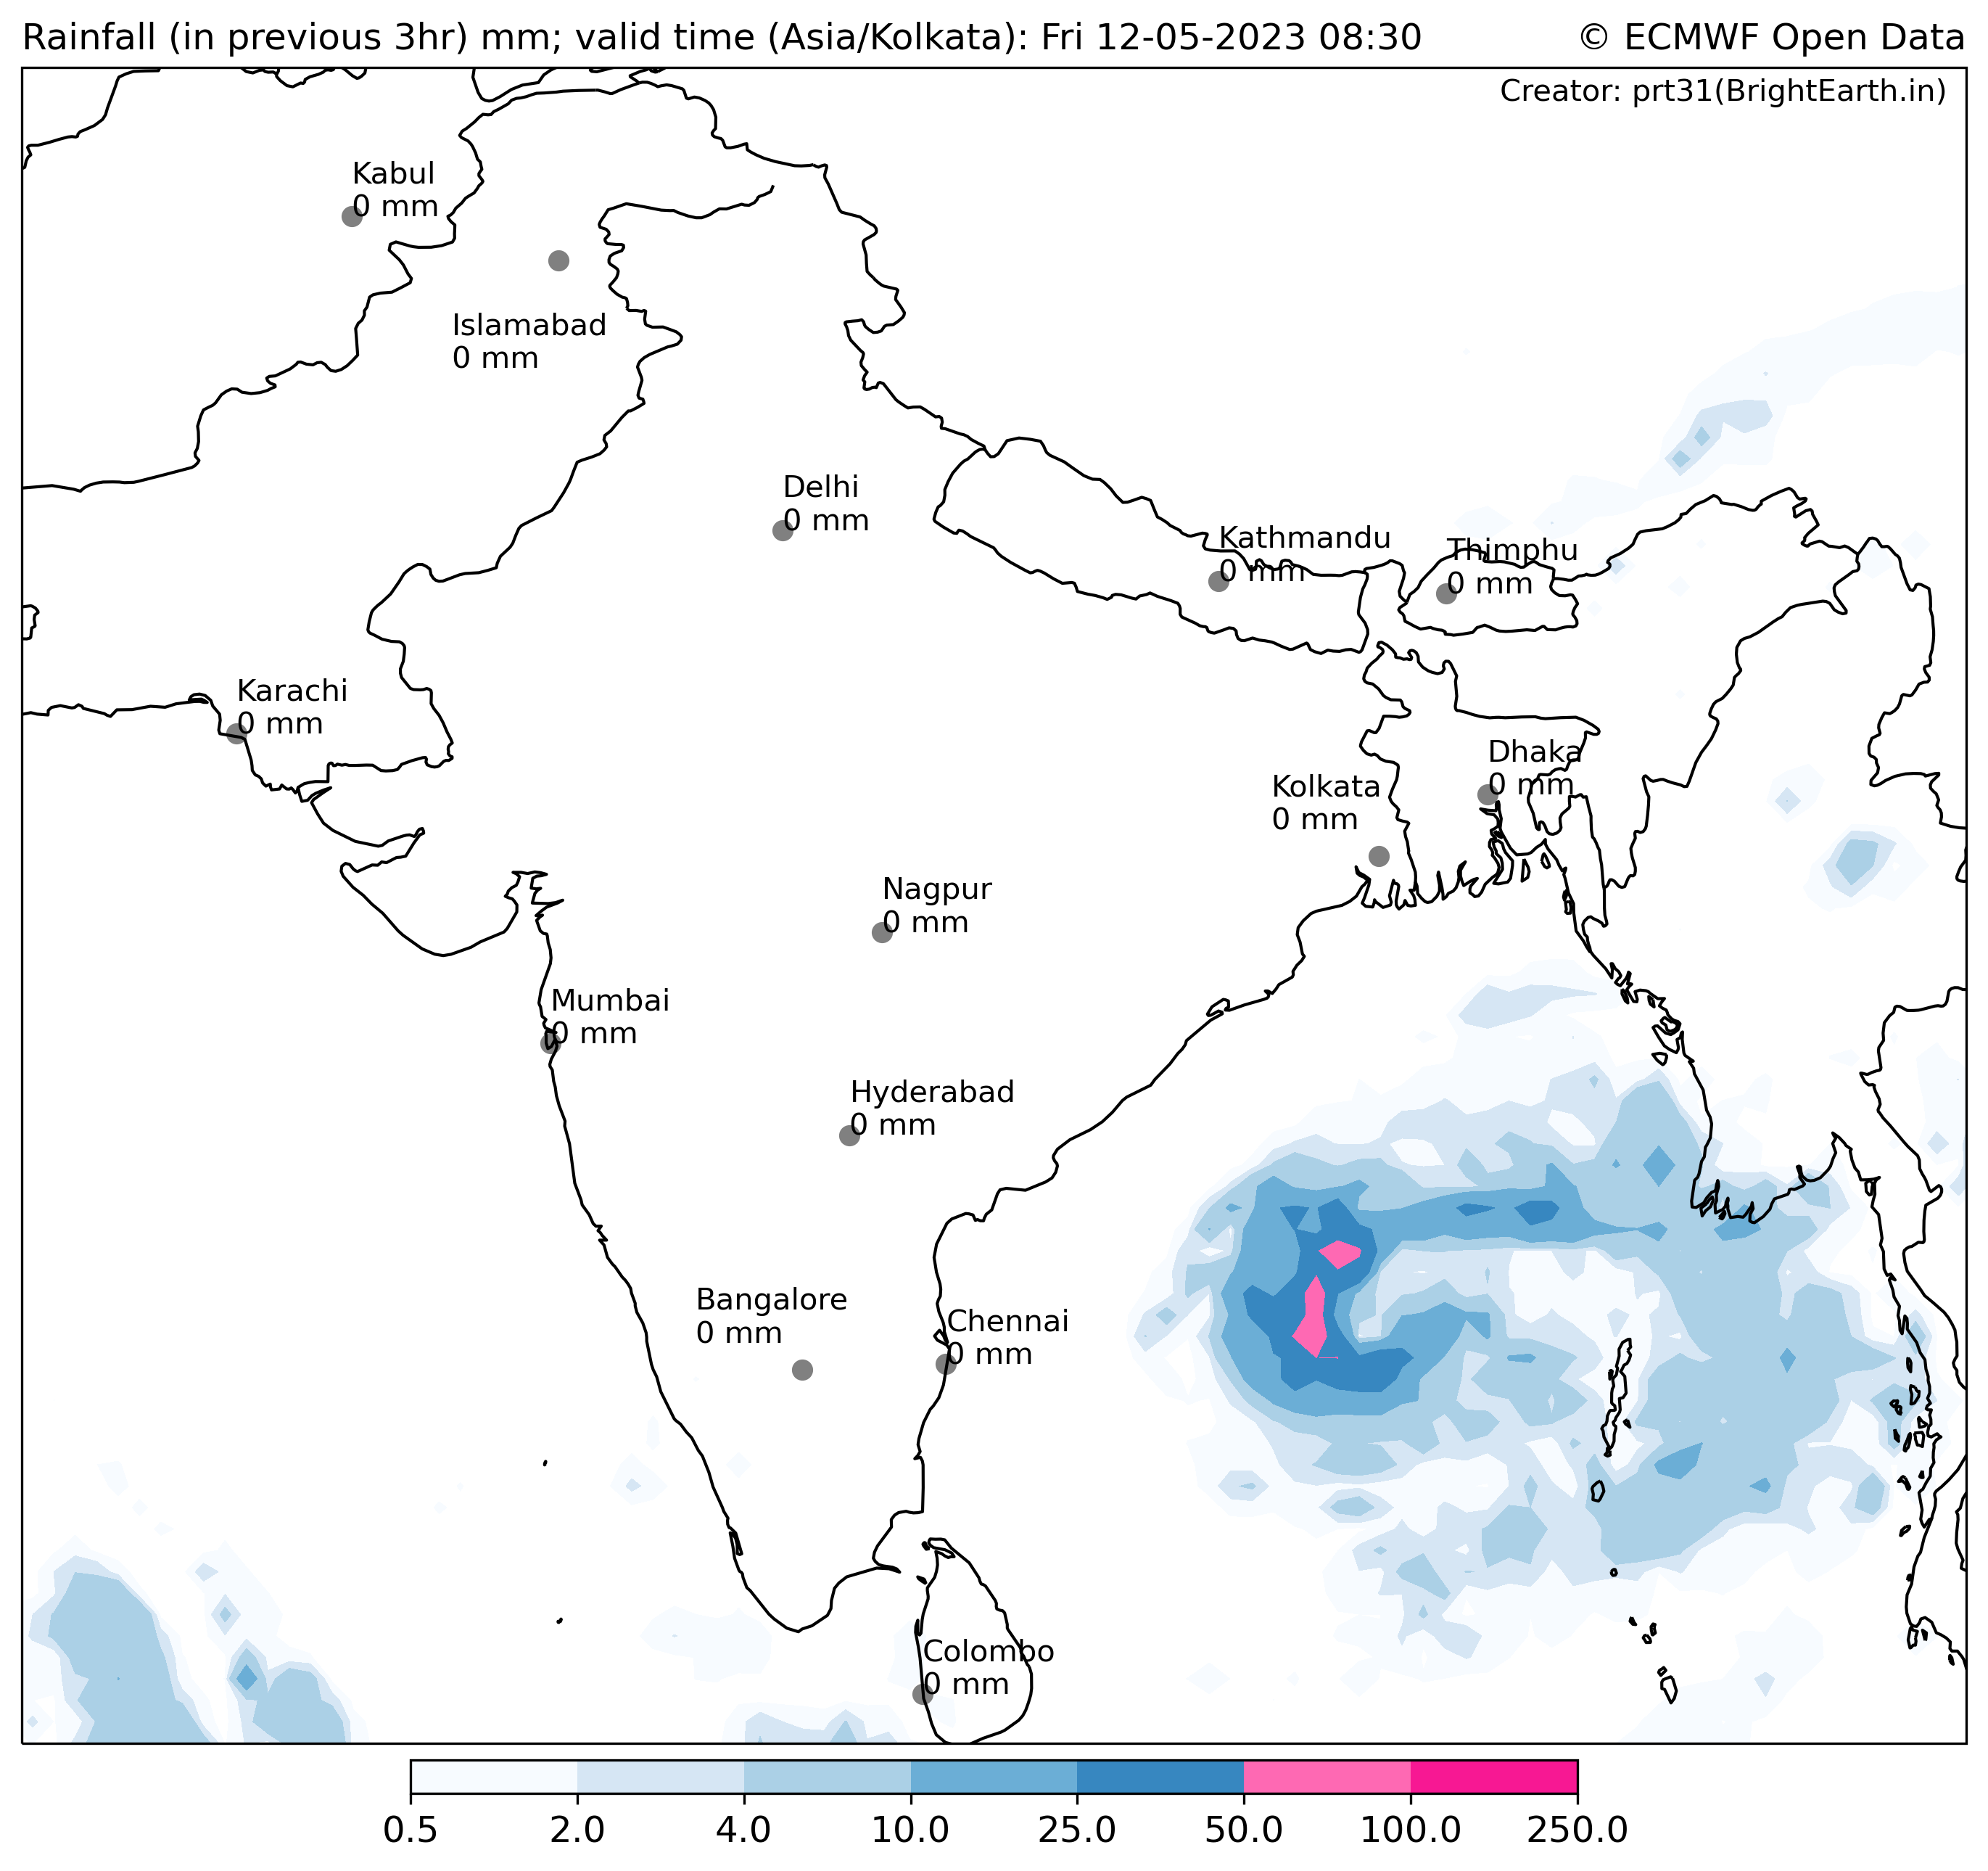 Rainfall (in previous 3hr) mm; valid time (Asia/Kolkata): Fri 12-05-2023 08:30 © ECMWF Open Data
Creator: prt31(BrightEarth.in)
Kabul
0 mm
Islamabad
0 mm
Delhi
0 mm
Kathmandu
0 mm
Thimphu
0 mm
Karachi
0 mm
Dhaka
0 mm
Kolkata
0 mm
Nagpur
0 mm
Mumbai
0 mm
Hyderabad
0 mm
Bangalore
0 mm
Chennai
0 mm
Colombo
0 mm
0.5 2.0 4.0 10.0 25.0 50.0 100.0 250.0